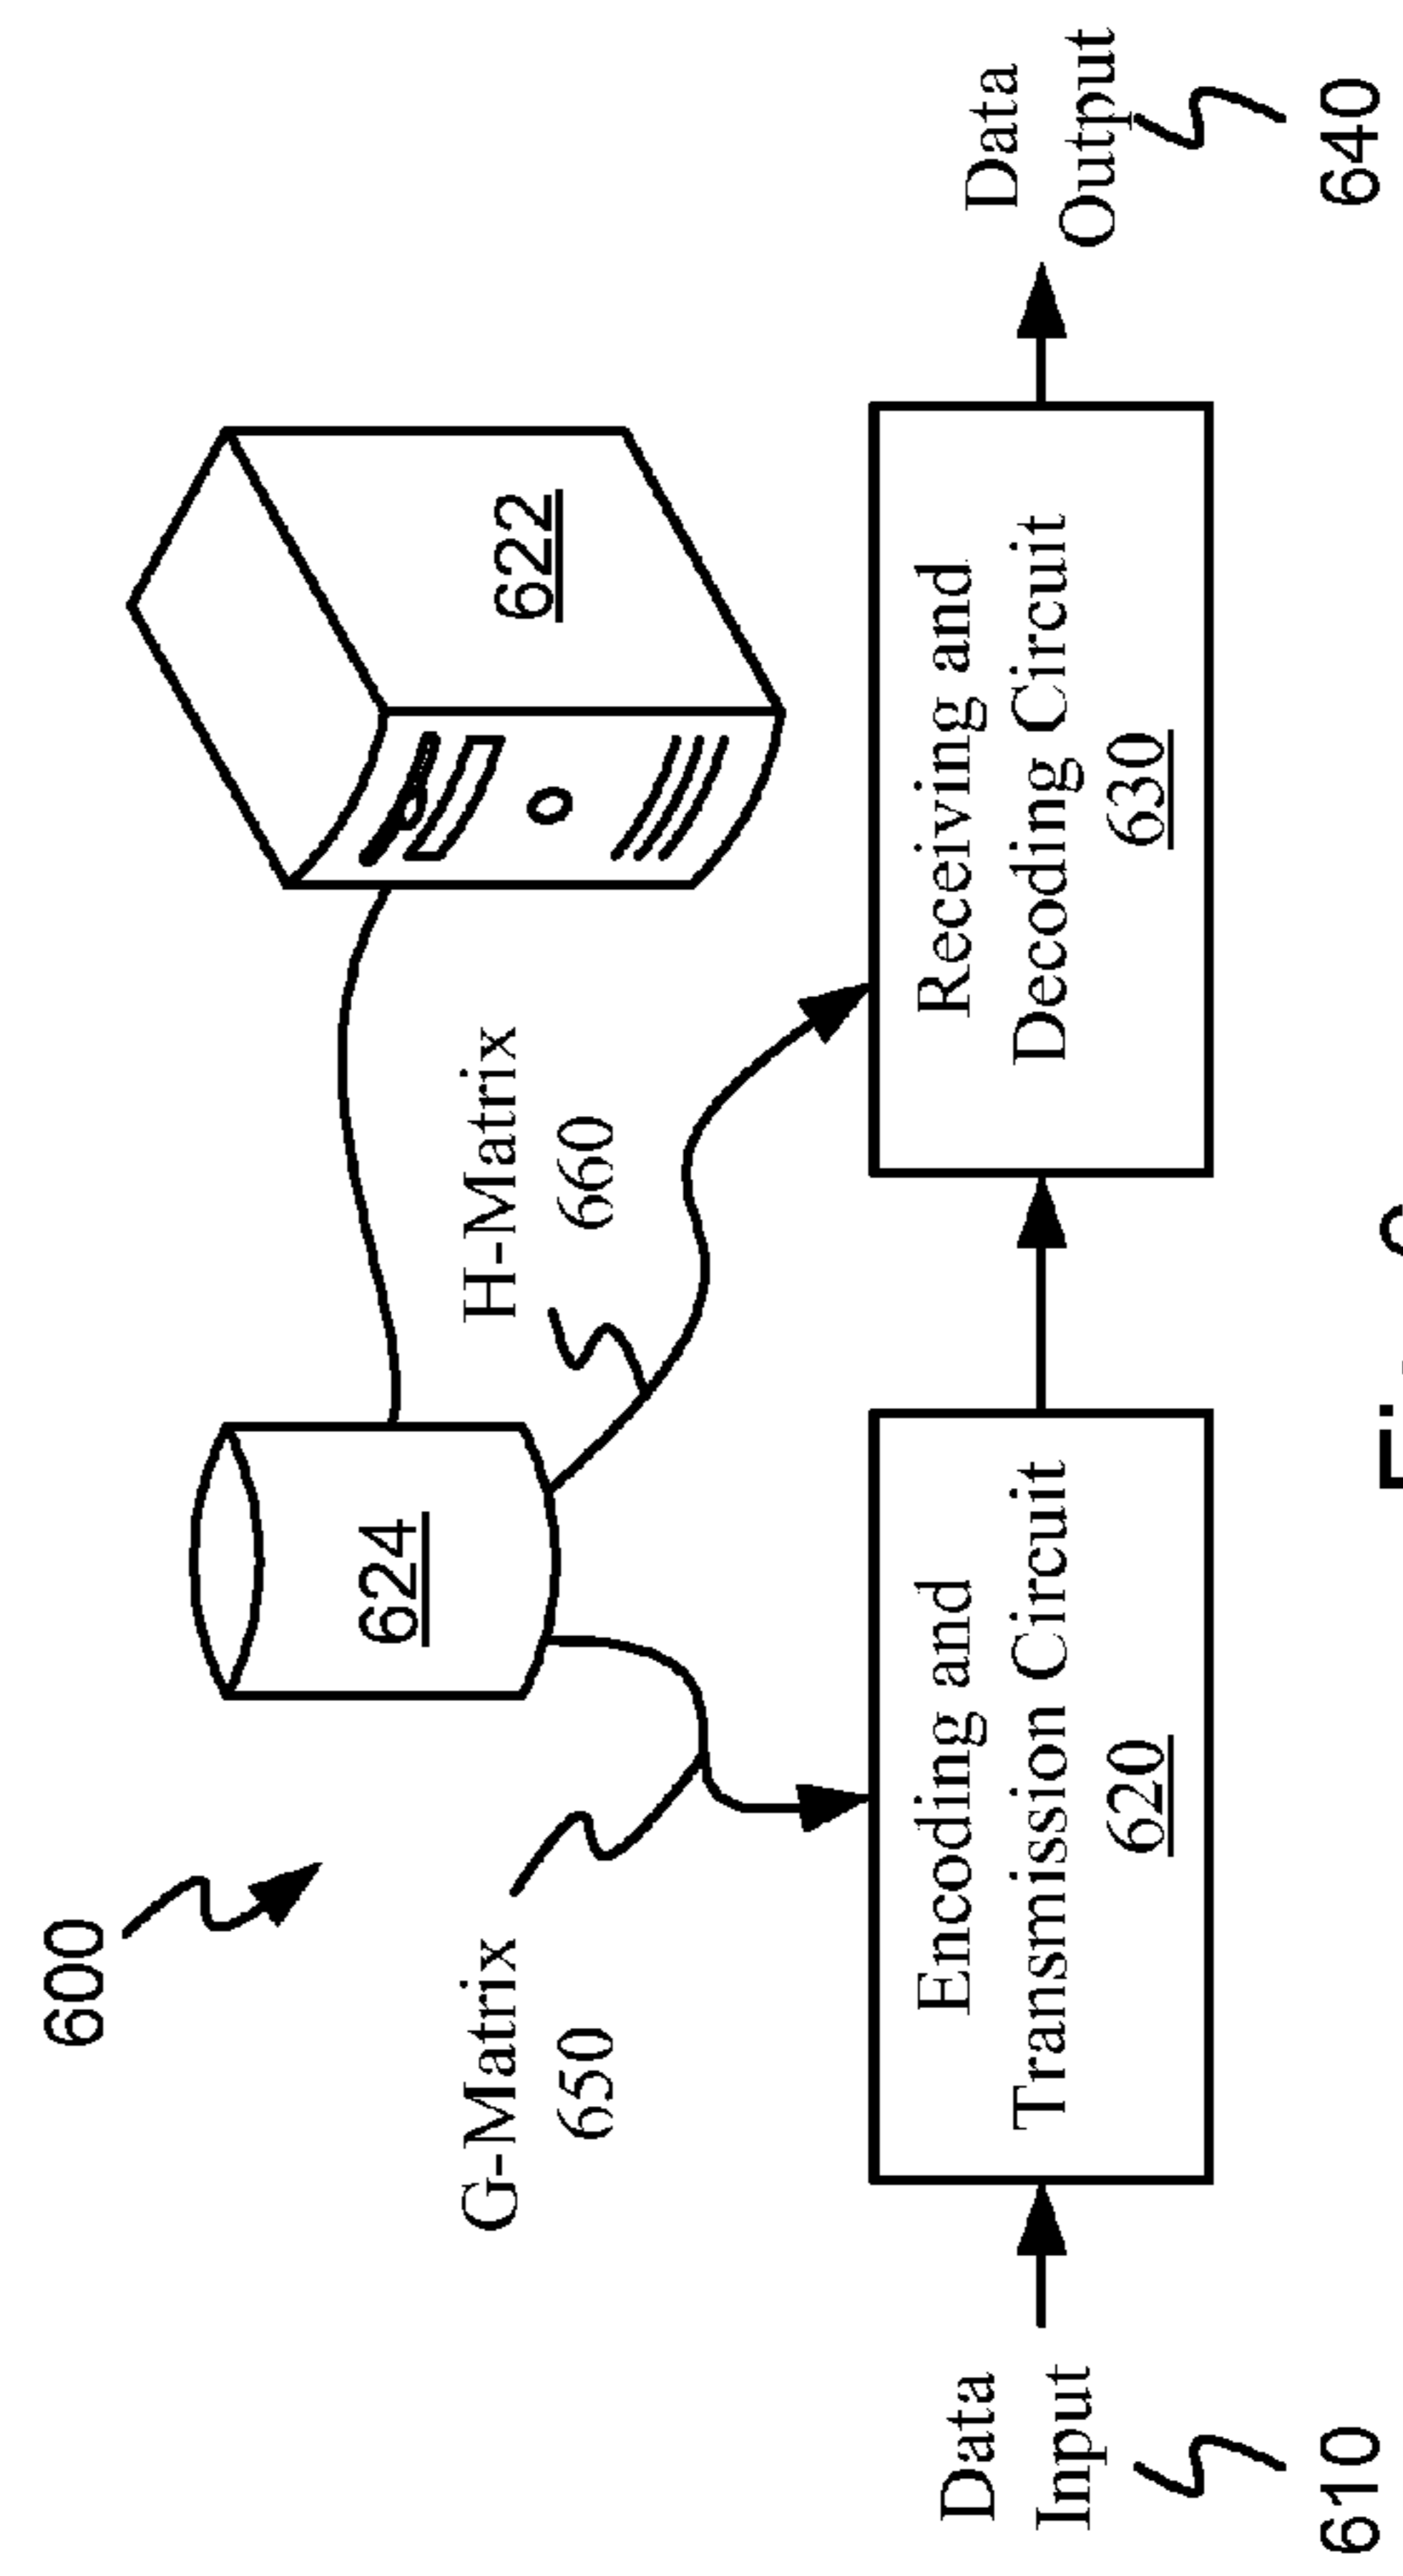 600
624
622
G-Matrix
650
H-Matrix
660
Data
Input
610
Encoding and
Transmission Circuit
620
Receiving and
Decoding Circuit
630
Data
Output
640